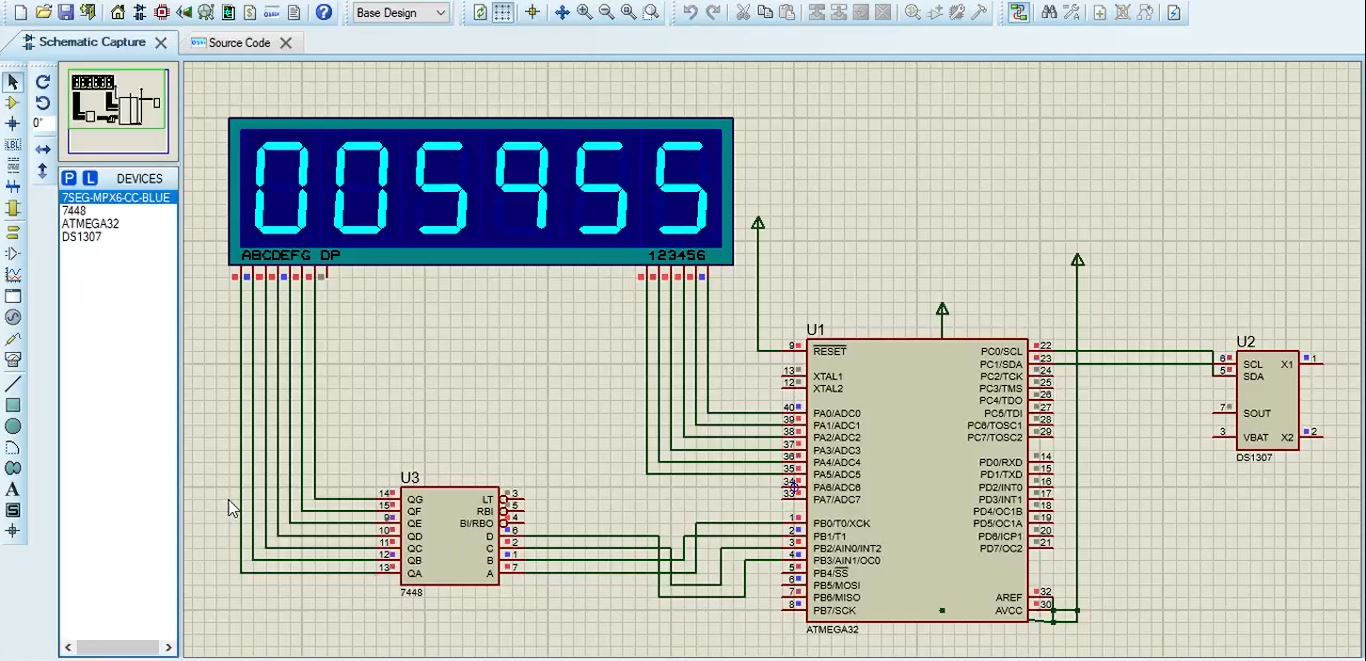 Base Design
Schematic Capture
Source Code
0°
P L DEVICES
7SEG-MPX6-CC-BLUE
7448
ATMEGA32
DS1307
LBL
A
S
005955
ABCDEFG DP
123456
U1
9 RESET
13 XTAL1
12 XTAL2
40 PA0/ADC0
39 PA1/ADC1
38 PA2/ADC2
37 PA3/ADC3
36 PA4/ADC4
35 PA5/ADC5
34 PA6/ADC6
33 PA7/ADC7
1 PB0/T0/XCK
2 PB1/T1
3 PB2/AIN0/INT2
4 PB3/AIN1/OC0
5 PB4/SS
6 PB5/MOSI
7 PB6/MISO
8 PB7/SCK
PC0/SCL 22
PC1/SDA 23
PC2/TCK 24
PC3/TMS 25
PC4/TDO 26
PC5/TDI 27
PC6/TOSC1 28
PC7/TOSC2 29
PD0/RXD 14
PD1/TXD 15
PD2/INT0 16
PD3/INT1 17
PD4/OC1B 18
PD5/OC1A 19
PD6/ICP1 20
PD7/OC2 21
AREF 32
AVCC 30
ATMEGA32
U2
6 SCL X1 1
5 SDA
7 SOUT
3 VBAT X2 2
DS1307
U3
14 QG LT 3
15 QF RBI 5
9 QE BI/RBO 4
10 QD D 6
11 QC C 2
12 QB B 1
13 QA A 7
7448